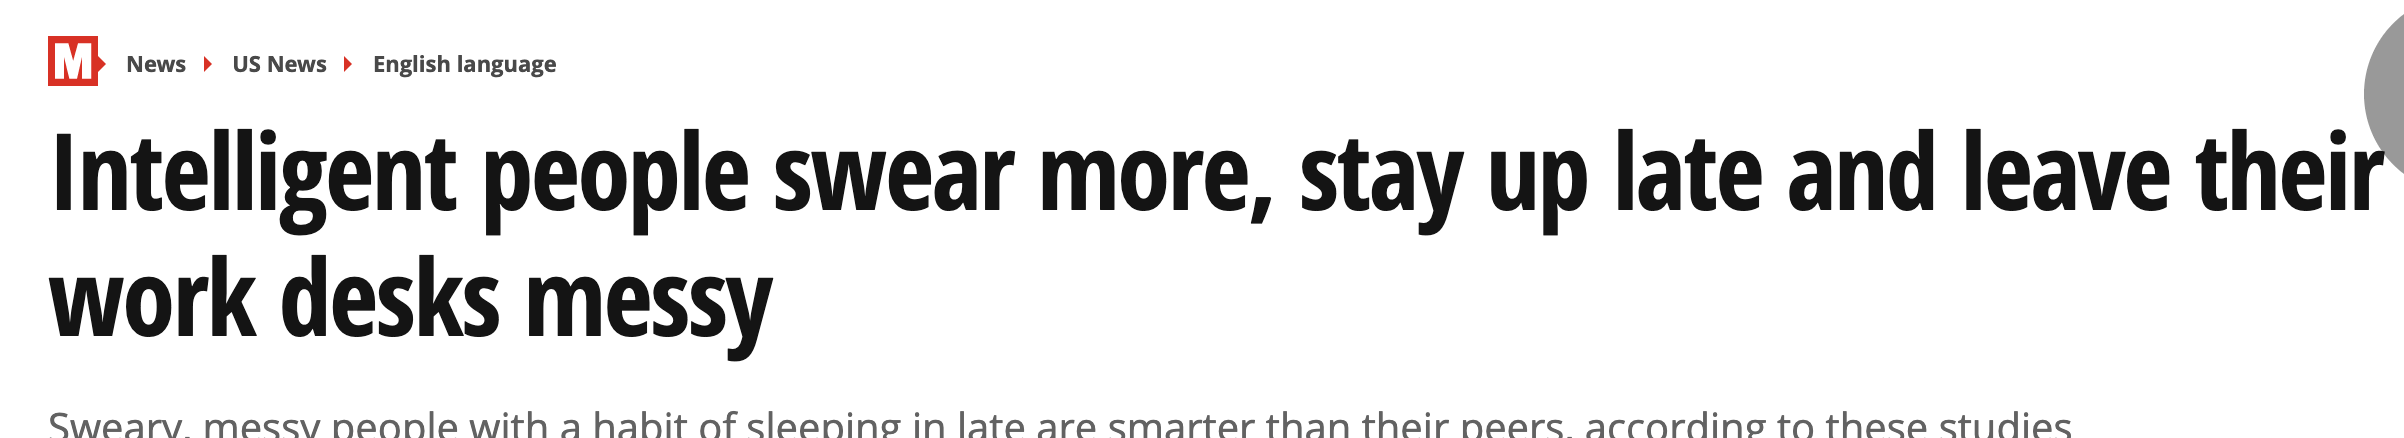 M News US News English language
Intelligent people swear more, stay up late and leave their
work desks messy
Sweary, messy people with a habit of sleeping in late are smarter than their peers, according to these studies